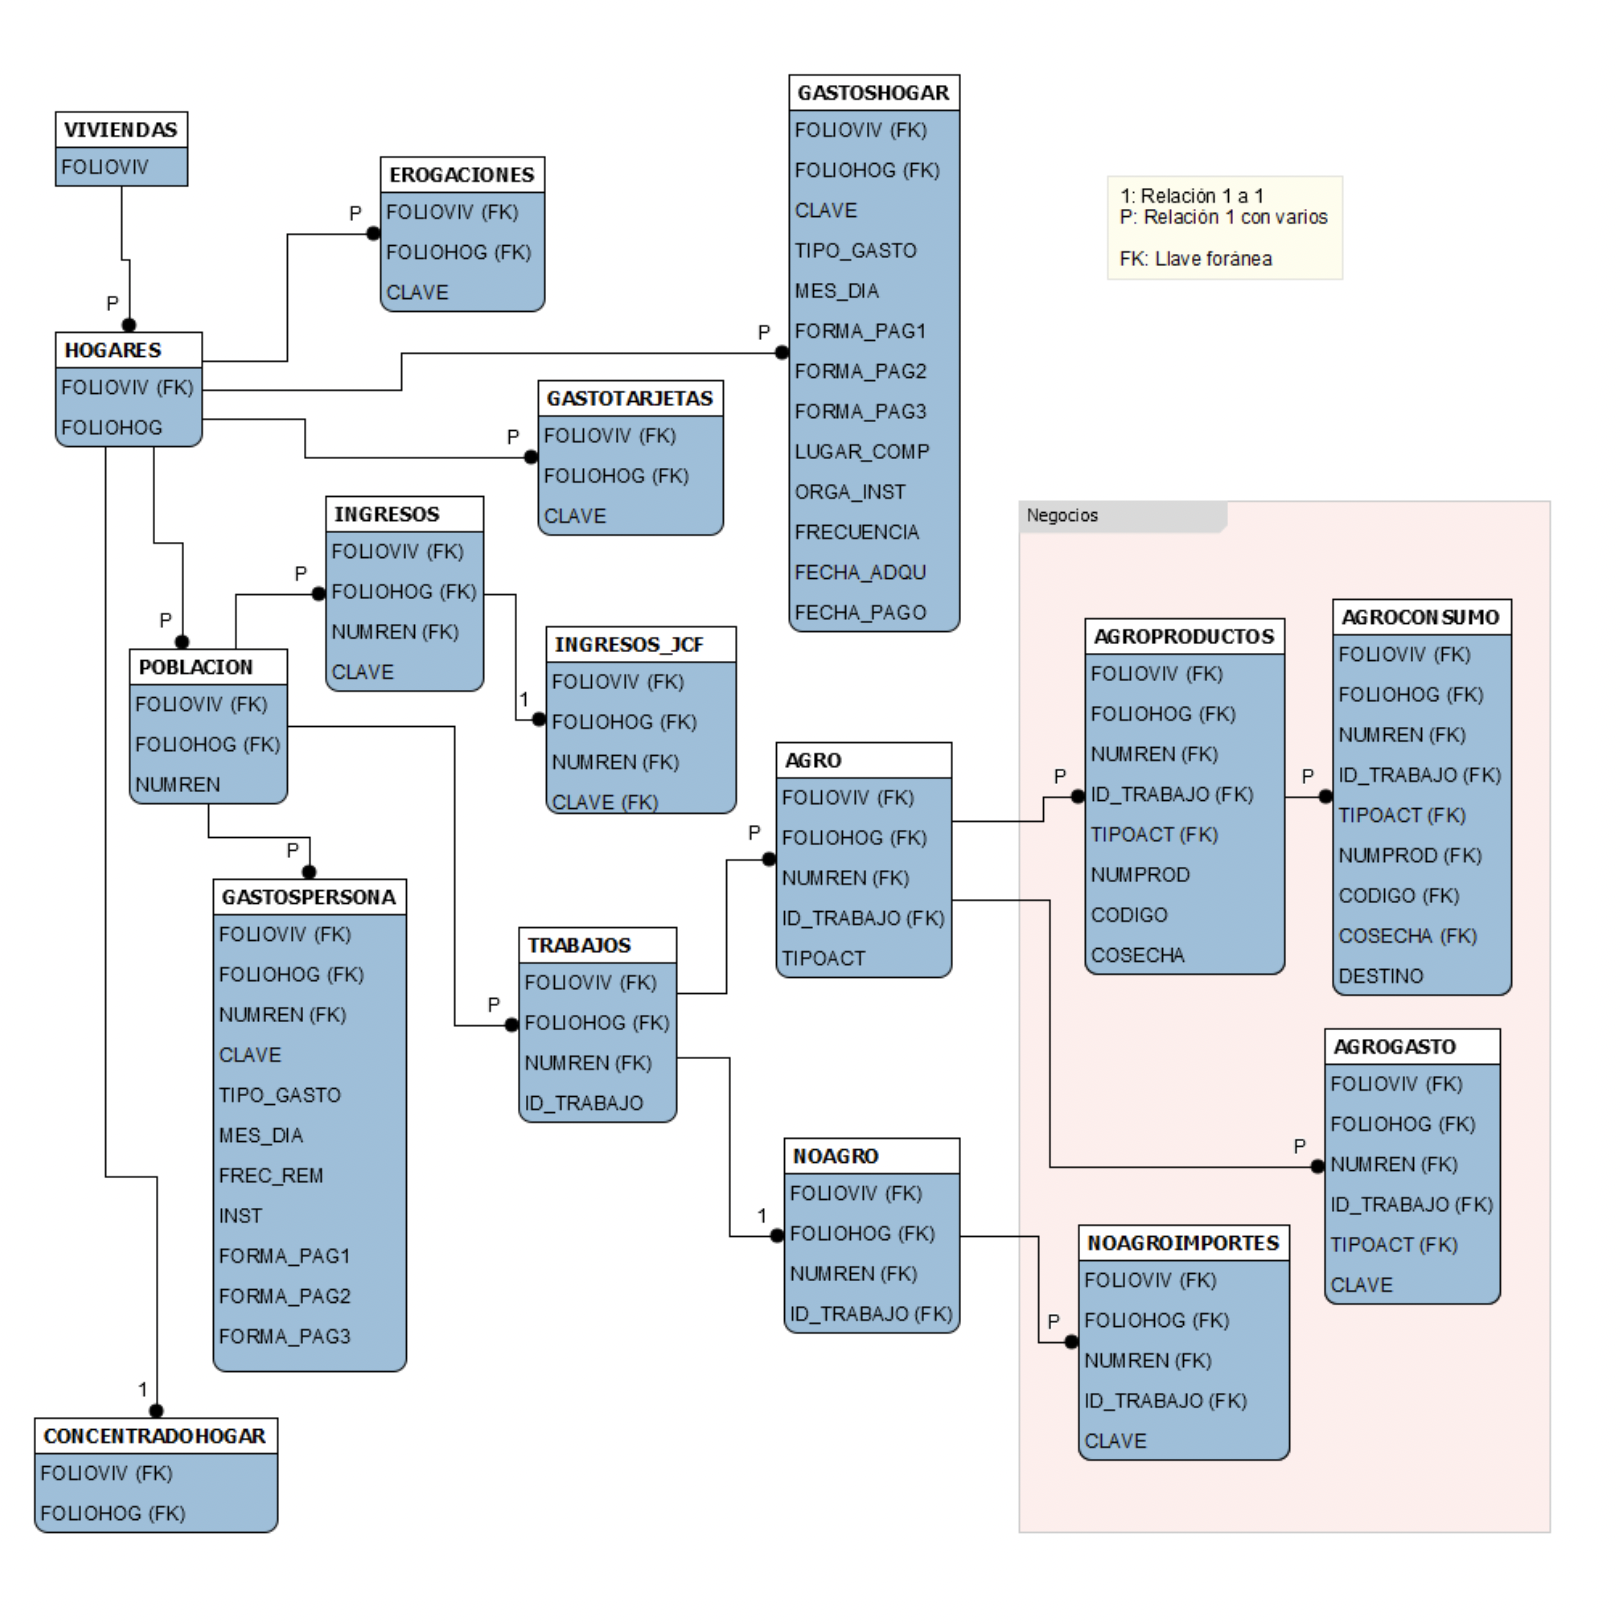 VIVIENDAS
FOLIOVIV
P
HOGARES
FOLIOVIV (FK)
FOLIOHOG
P
EROGACIONES
FOLIOVIV (FK)
FOLIOHOG (FK)
CLAVE
P
GASTOSHOGAR
FOLIOVIV (FK)
FOLIOHOG (FK)
CLAVE
TIPO_GASTO
MES_DIA
FORMA_PAG1
FORMA_PAG2
FORMA_PAG3
LUGAR_COMP
ORGA_INST
FRECUENCIA
FECHA_ADQU
FECHA_PAGO
1: Relación 1 a 1
P: Relación 1 con varios
FK: Llave foránea
P
GASTOTARJETAS
FOLIOVIV (FK)
FOLIOHOG (FK)
CLAVE
P
INGRESOS
FOLIOVIV (FK)
FOLIOHOG (FK)
NUMREN (FK)
CLAVE
1
INGRESOS_JCF
FOLIOVIV (FK)
FOLIOHOG (FK)
NUMREN (FK)
CLAVE (FK)
P
POBLACION
FOLIOVIV (FK)
FOLIOHOG (FK)
NUMREN
P
GASTOSPERSONA
FOLIOVIV (FK)
FOLIOHOG (FK)
NUMREN (FK)
CLAVE
TIPO_GASTO
MES_DIA
FREC_REM
INST
FORMA_PAG1
FORMA_PAG2
FORMA_PAG3
P
TRABAJOS
FOLIOVIV (FK)
FOLIOHOG (FK)
NUMREN (FK)
ID_TRABAJO
P
AGRO
FOLIOVIV (FK)
FOLIOHOG (FK)
NUMREN (FK)
ID_TRABAJO (FK)
TIPOACT
1
NOAGRO
FOLIOVIV (FK)
FOLIOHOG (FK)
NUMREN (FK)
ID_TRABAJO (FK)
Negocios
P
AGROPRODUCTOS
FOLIOVIV (FK)
FOLIOHOG (FK)
NUMREN (FK)
ID_TRABAJO (FK)
TIPOACT (FK)
NUMPROD
CODIGO
COSECHA
P
AGROCONSUMO
FOLIOVIV (FK)
FOLIOHOG (FK)
NUMREN (FK)
ID_TRABAJO (FK)
TIPOACT (FK)
NUMPROD (FK)
CODIGO (FK)
COSECHA (FK)
DESTINO
P
AGROGASTO
FOLIOVIV (FK)
FOLIOHOG (FK)
NUMREN (FK)
ID_TRABAJO (FK)
TIPOACT (FK)
CLAVE
P
NOAGROIMPORTES
FOLIOVIV (FK)
FOLIOHOG (FK)
NUMREN (FK)
ID_TRABAJO (FK)
CLAVE
1
CONCENTRADOHOGAR
FOLIOVIV (FK)
FOLIOHOG (FK)